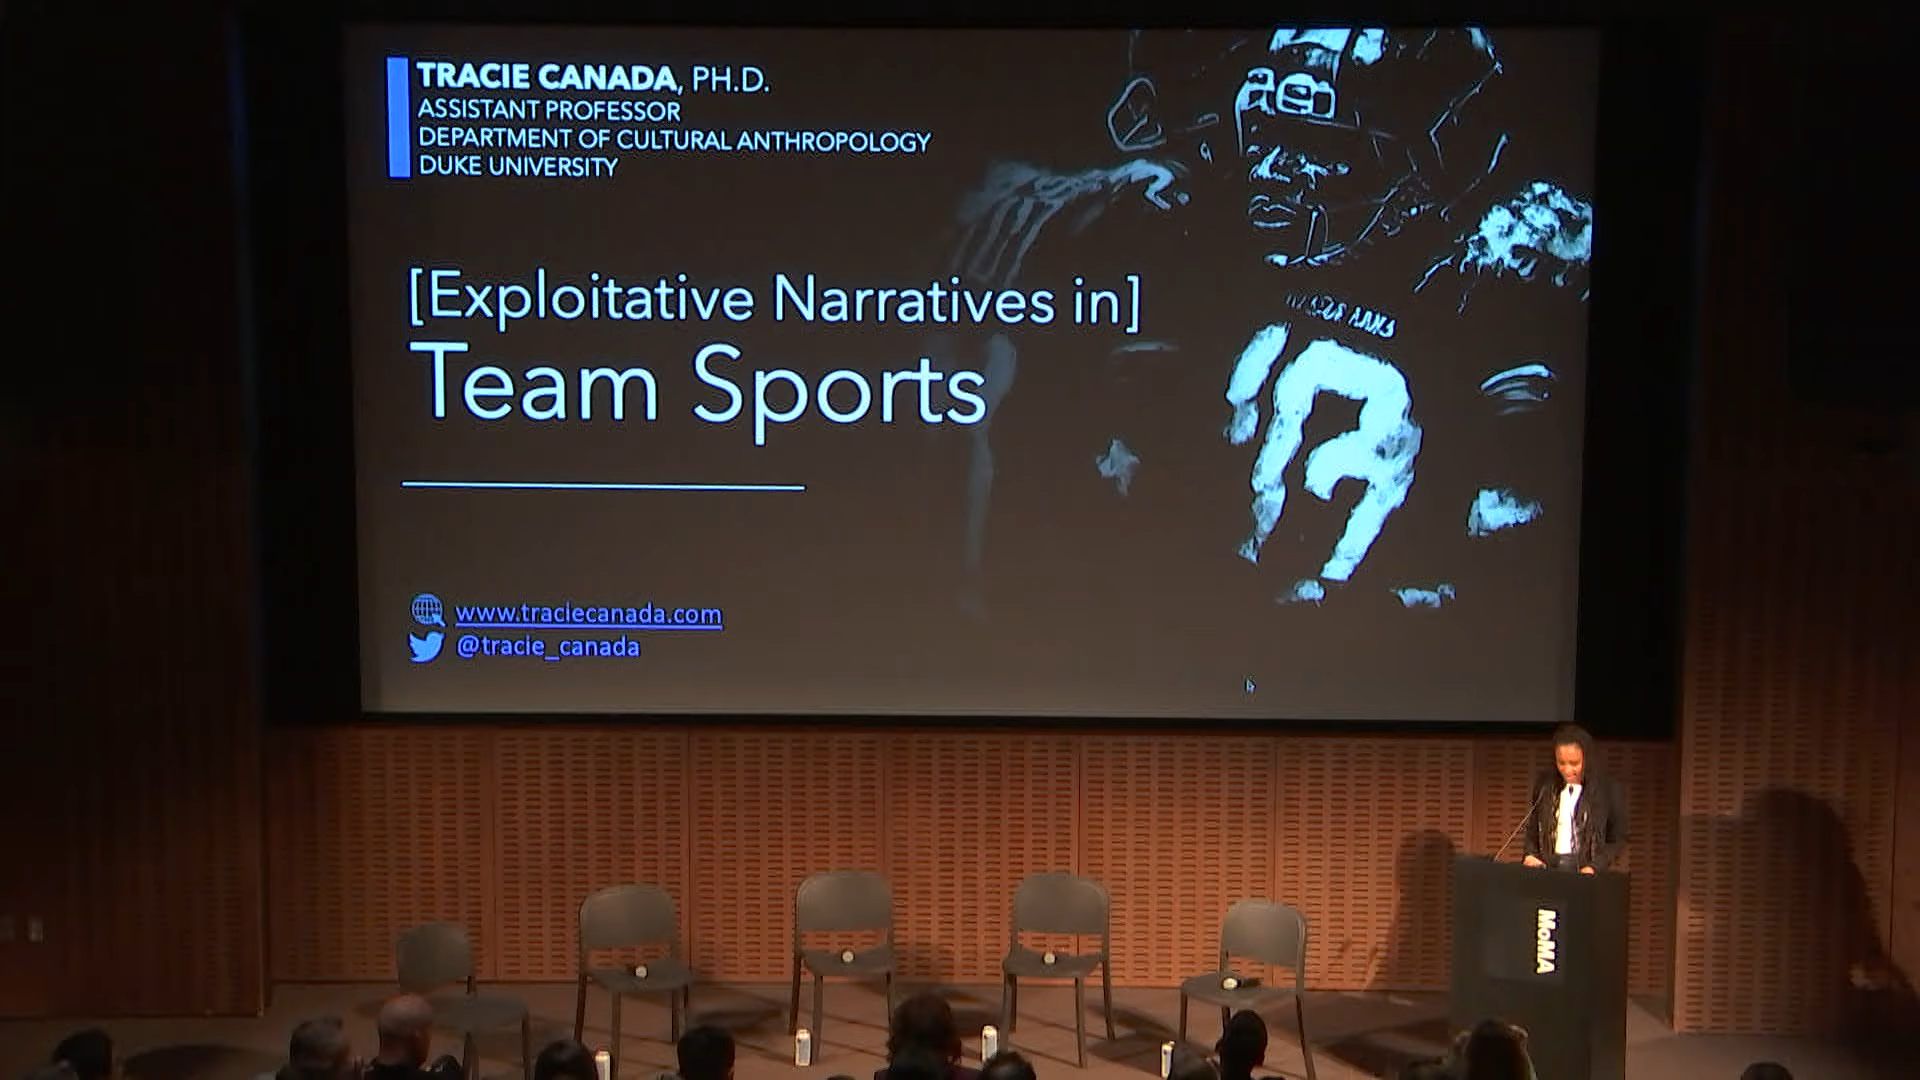 TRACIE CANADA, PH.D.
ASSISTANT PROFESSOR
DEPARTMENT OF CULTURAL ANTHROPOLOGY
DUKE UNIVERSITY
[Exploitative Narratives in]
Team Sports
www.traciecanada.com
@tracie_canada
MoMA